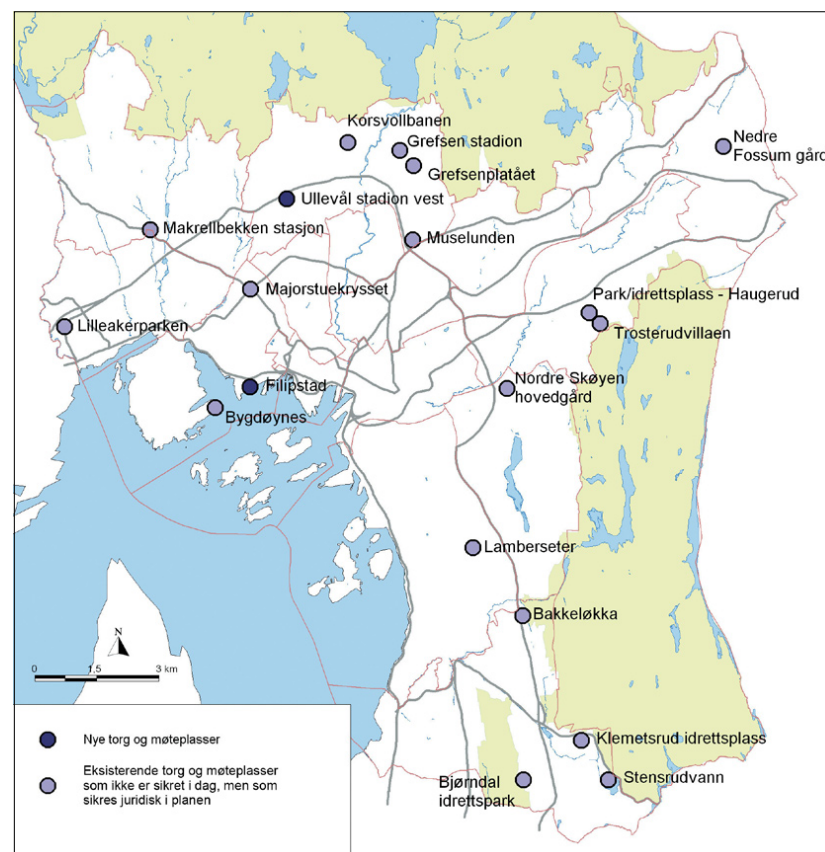 Korsvollbanen
Grefsen stadion
Grefsenplatået
Nedre
Fossum gård
Ullevål stadion vest
Makrellbekken stasjon
Muselunden
Majorstuekrysset
Park/idrettsplass - Haugerud
Lilleakerparken
Trosterudvillaen
Filipstad
Nordre Skøyen
hovedgård
Bygdøynes
Lamberseter
Bakkeløkka
N
0 1,5 3 km
Klemetsrud idrettsplass
Nye torg og møteplasser
Eksisterende torg og møteplasser
som ikke er sikret i dag, men som
sikres juridisk i planen
Bjørndal
idrettspark
Stensrudvann